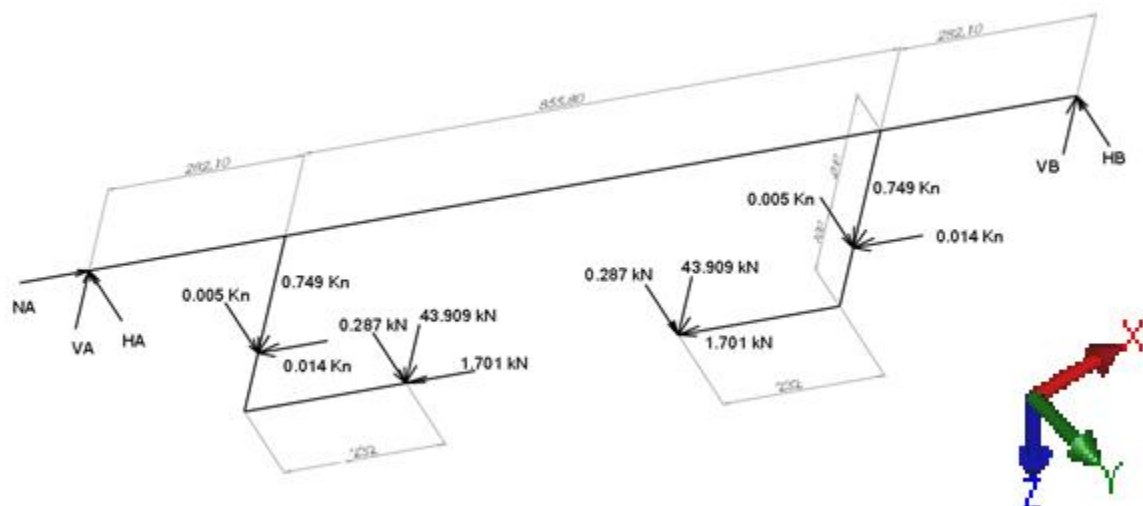 282,10
855,80
282,10
VB
HB
0.749 Kn
0.005 Kn
0.014 Kn
0.287 kN
43.909 kN
1.701 kN
232
NA
VA
HA
0.749 Kn
0.005 Kn
0.014 Kn
0.287 kN
43.909 kN
1.701 kN
232
X
Y